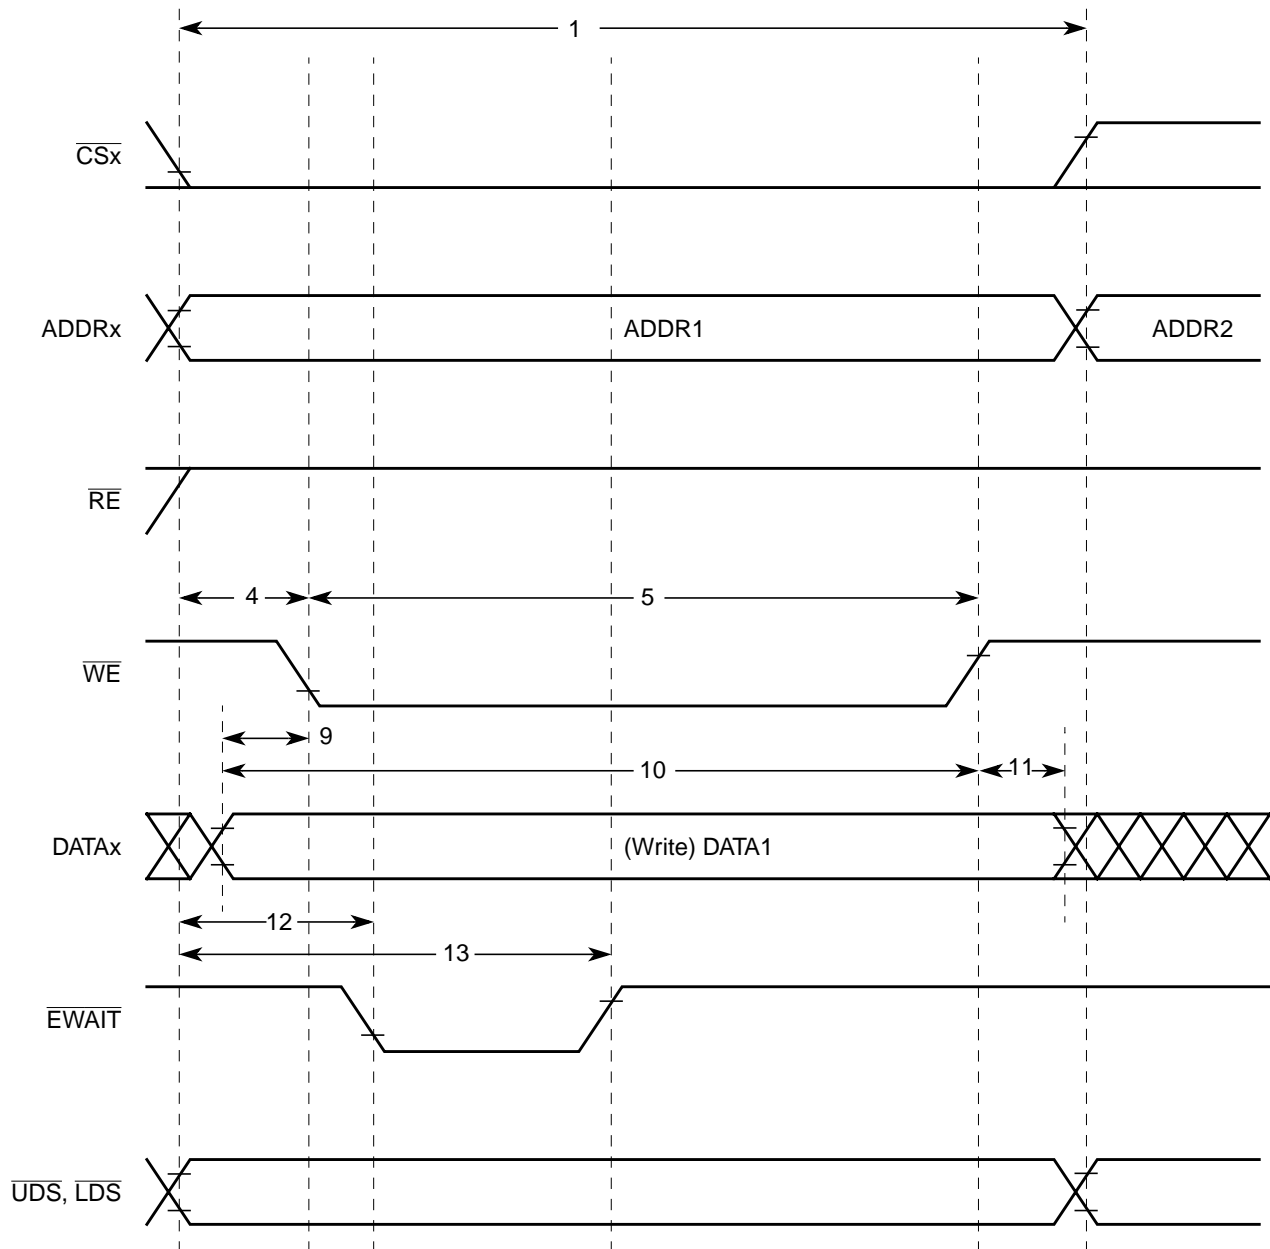 1
CSx
ADDRx
ADDR1
ADDR2
RE
4
5
WE
9
10
11
DATAx
(Write) DATA1
12
13
EWAIT
UDS, LDS